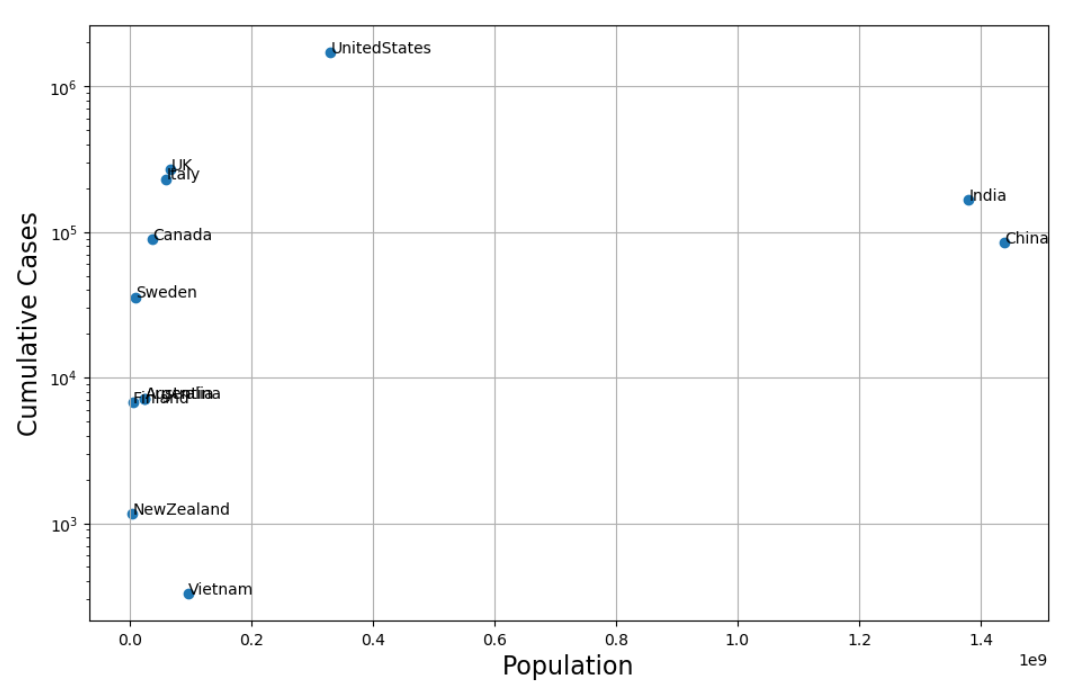 UnitedStates
10^6
UK
Italy
India
10^5
Canada
China
Sweden
10^4
Argentina
Australia
Finland
10^3
NewZealand
Vietnam
Cumulative Cases
0.0 0.2 0.4 0.6 0.8 1.0 1.2 1.4
1e9
Population